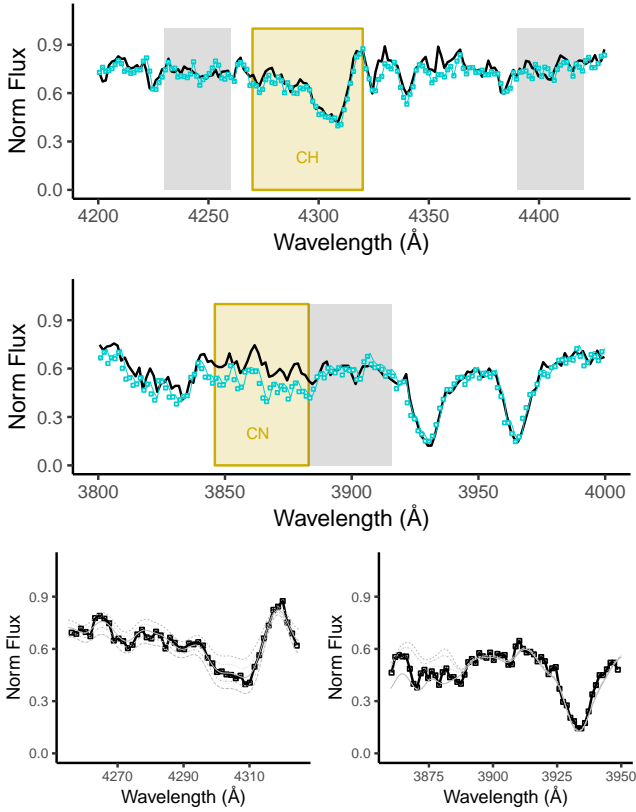 0.9
0.6
0.3
0.0
Norm Flux
CH
4200 4250 4300 4350 4400
Wavelength (Å)
0.9
0.6
0.3
0.0
Norm Flux
CN
3800 3850 3900 3950 4000
Wavelength (Å)
0.9
0.6
0.3
0.0
Norm Flux
4270 4290 4310
Wavelength (Å)
0.9
0.6
0.3
0.0
Norm Flux
3875 3900 3925 3950
Wavelength (Å)